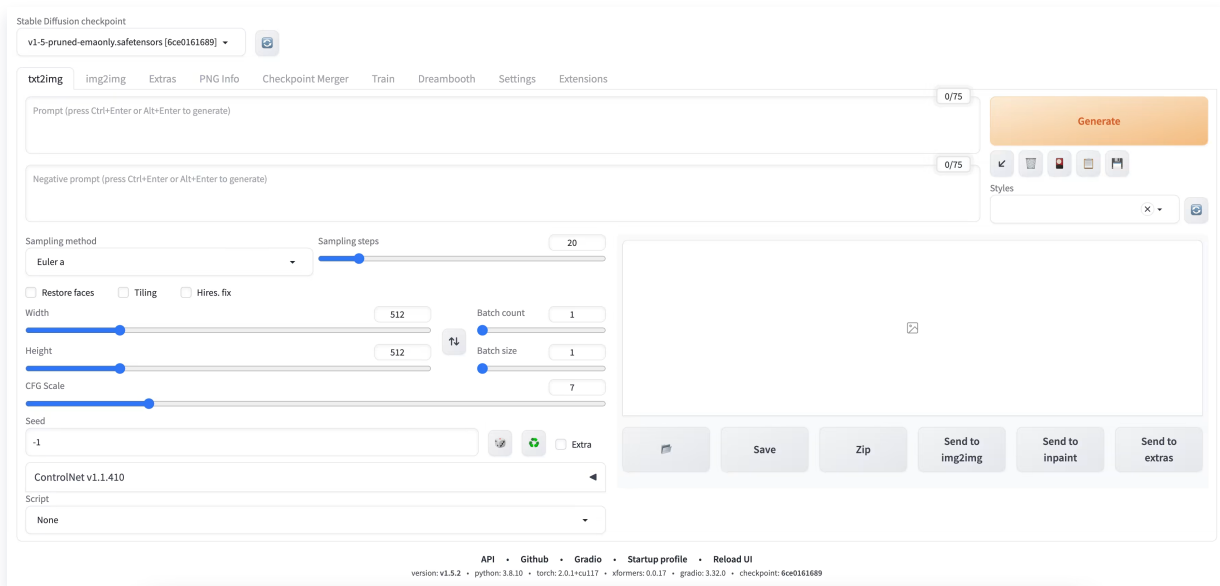 Stable Diffusion checkpoint
v1-5-pruned-emaonly.safetensors [6ce0161689]
txt2img img2img Extras PNG Info Checkpoint Merger Train Dreambooth Settings Extensions
0/75
Prompt (press Ctrl+Enter or Alt+Enter to generate)
Generate
0/75
Negative prompt (press Ctrl+Enter or Alt+Enter to generate)
Styles
Sampling method
Euler a
Sampling steps
20
Restore faces Tiling Hires. fix
Width
512
Batch count
1
Height
512
Batch size
1
CFG Scale
7
Seed
-1
Extra
ControlNet v1.1.410
Script
None
Save
Zip
Send to
img2img
Send to
inpaint
Send to
extras
API • Github • Gradio • Startup profile • Reload UI
version: v1.5.2 • python: 3.8.10 • torch: 2.0.1+cu117 • xformers: 0.0.17 • gradio: 3.32.0 • checkpoint: 6ce0161689